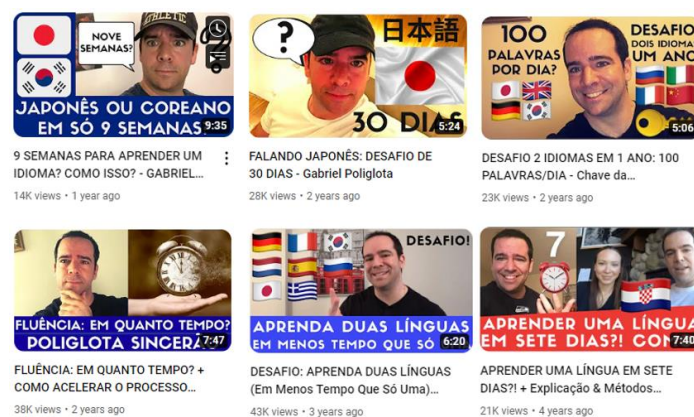 NOVE
SEMANAS?
JAPONÊS OU COREANO
EM SÓ 9 SEMANAS
9:35
9 SEMANAS PARA APRENDER UM
IDIOMA? COMO ISSO? - GABRIEL...
14K views • 1 year ago
?
日本語
30 DIAS
5:24
FALANDO JAPONÊS: DESAFIO DE
30 DIAS - Gabriel Poliglota
28K views • 2 years ago
100
PALAVRAS
POR DIA?
DESAFIO
DOIS IDIOMA
UM ANO
5:06
DESAFIO 2 IDIOMAS EM 1 ANO: 100
PALAVRAS/DIA - Chave da...
23K views • 2 years ago
FLUÊNCIA: EM QUANTO TEMPO?
POLIGLOTA SINCER
7:47
FLUÊNCIA: EM QUANTO TEMPO? +
COMO ACELERAR O PROCESSO...
38K views • 2 years ago
DESAFIO!
APRENDA DUAS LÍNGUAS
EM MENOS TEMPO QUE SÓ
6:20
DESAFIO: APRENDA DUAS LÍNGUAS
(Em Menos Tempo Que Só Uma)...
43K views • 3 years ago
7
APRENDER UMA LÍNGUA
EM SETE DIAS?! CON
7:40
APRENDER UMA LÍNGUA EM SETE
DIAS?! + Explicação & Métodos...
21K views • 4 years ago